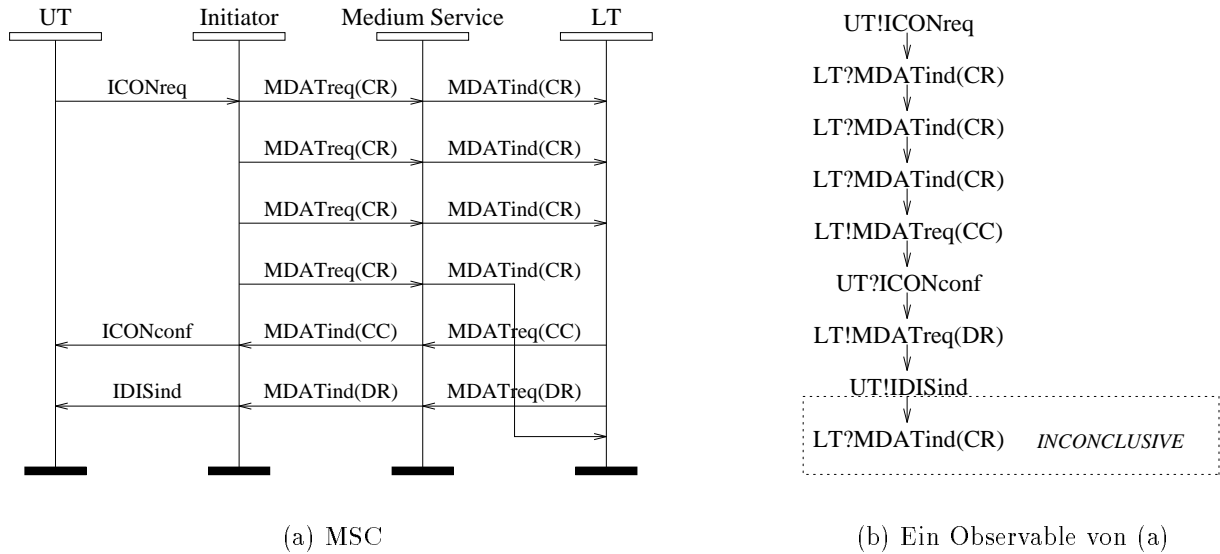 UT Initiator Medium Service LT
ICONreq MDATreq(CR) MDATind(CR)
MDATreq(CR) MDATind(CR)
MDATreq(CR) MDATind(CR)
MDATreq(CR) MDATind(CR)
ICONconf MDATind(CC) MDATreq(CC)
IDISind MDATind(DR) MDATreq(DR)
(a) MSC
UT!ICONreq
LT?MDATind(CR)
LT?MDATind(CR)
LT?MDATind(CR)
LT!MDATreq(CC)
UT?ICONconf
LT!MDATreq(DR)
UT!IDISind
LT?MDATind(CR) INCONCLUSIVE
(b) Ein Observable von (a)